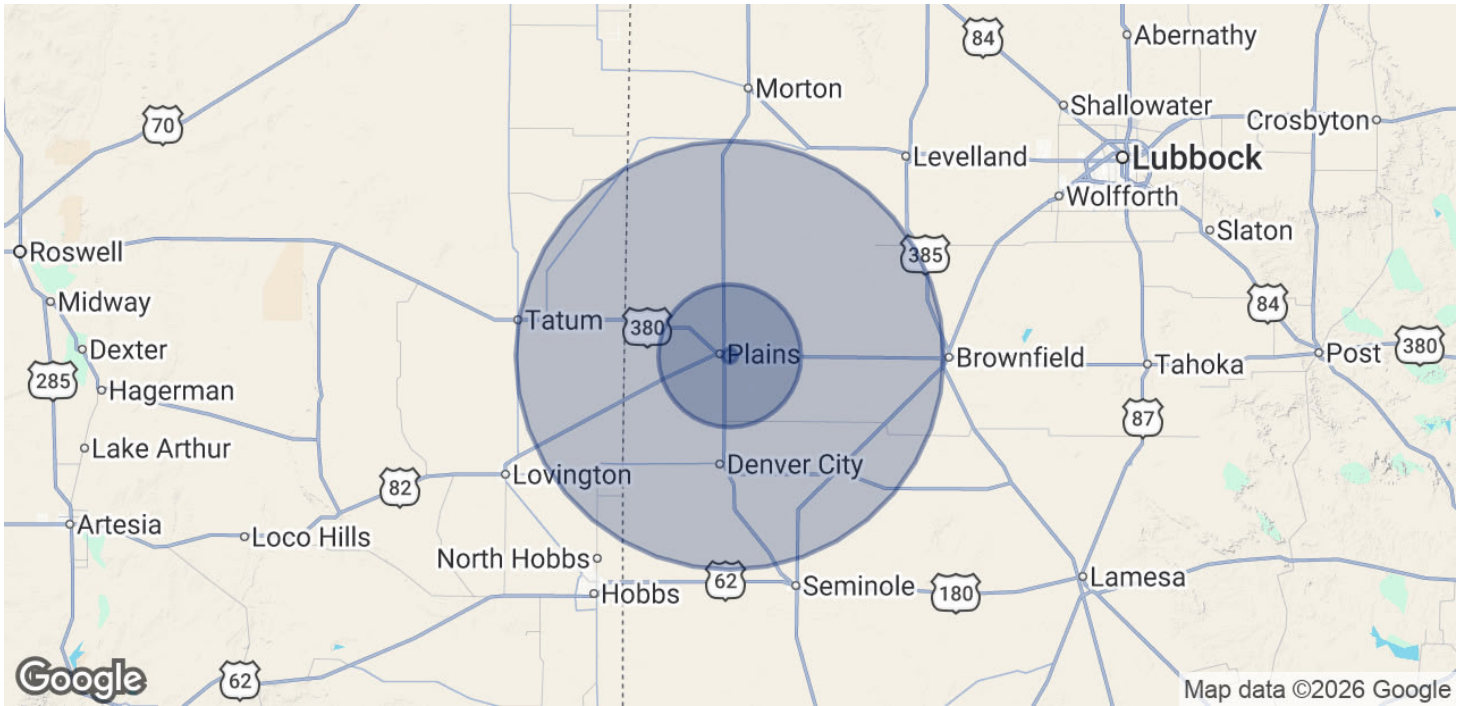 84
Abernathy
Morton
Shallowater
Crosbyton
70
Levelland
Lubbock
Wolfforth
Slaton
Roswell
385
Midway
84
Tatum
380
Dexter
Plains
Brownfield
Tahoka
Post
380
285
Hagerman
87
Lake Arthur
Denver City
82
Lovington
Artesia
Loco Hills
North Hobbs
62
Seminole
180
Lamesa
Hobbs
62
Google
Map data ©2026 Google